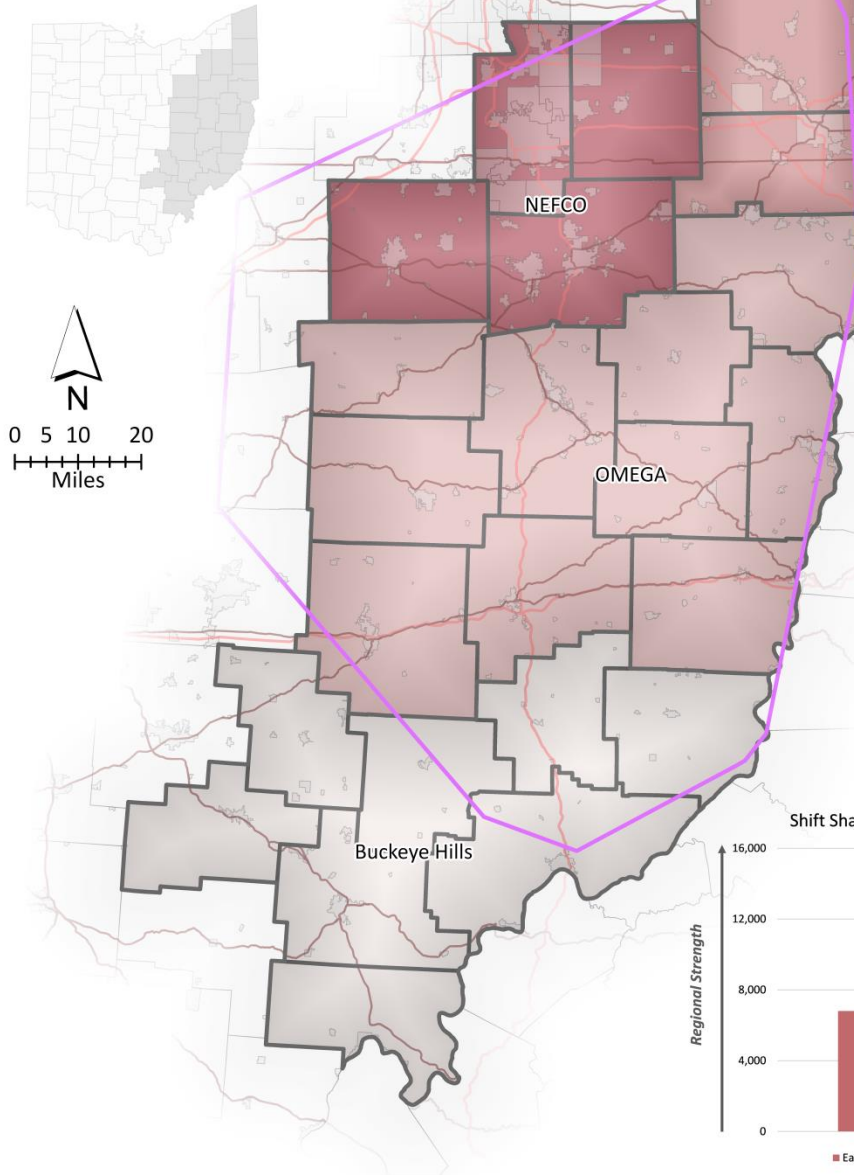 NEFCO
N
0 5 10 20
Miles
OMEGA
Buckeye Hills
Shift Sha
Regional Strength
16,000
12,000
8,000
4,000
0
Ea